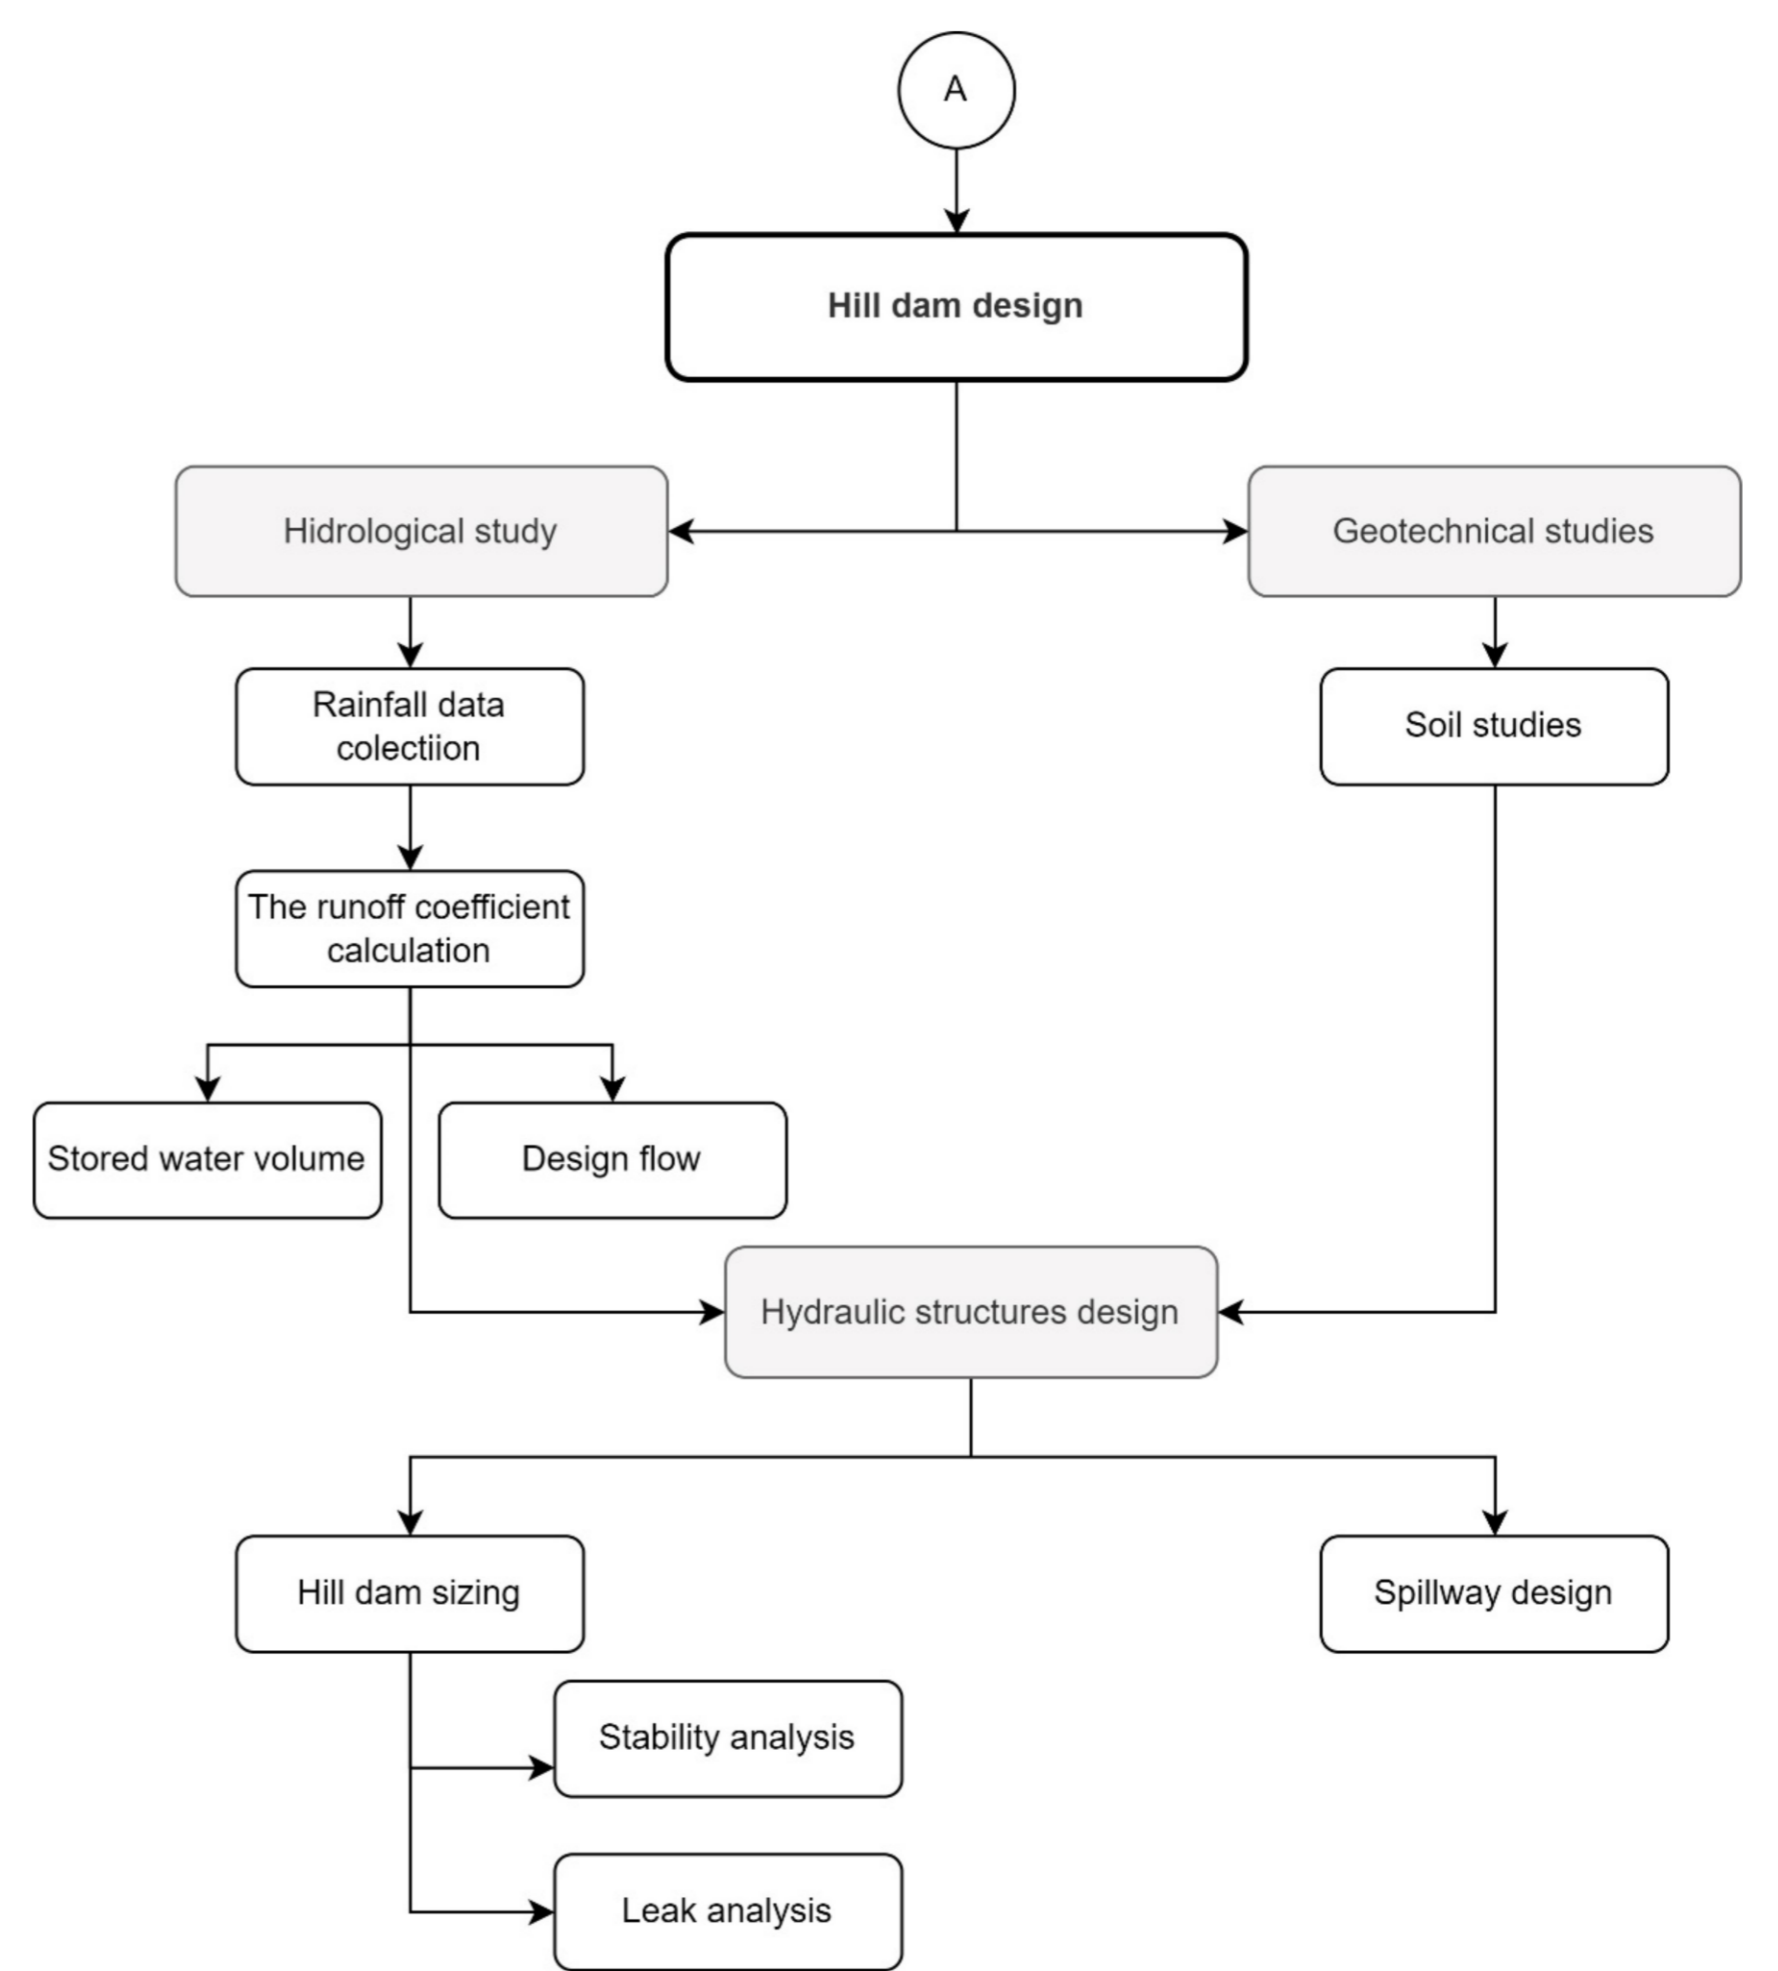 A
Hill dam design
Hidrological study
Geotechnical studies
Rainfall data
colectiion
Soil studies
The runoff coefficient
calculation
Stored water volume
Design flow
Hydraulic structures design
Hill dam sizing
Spillway design
Stability analysis
Leak analysis